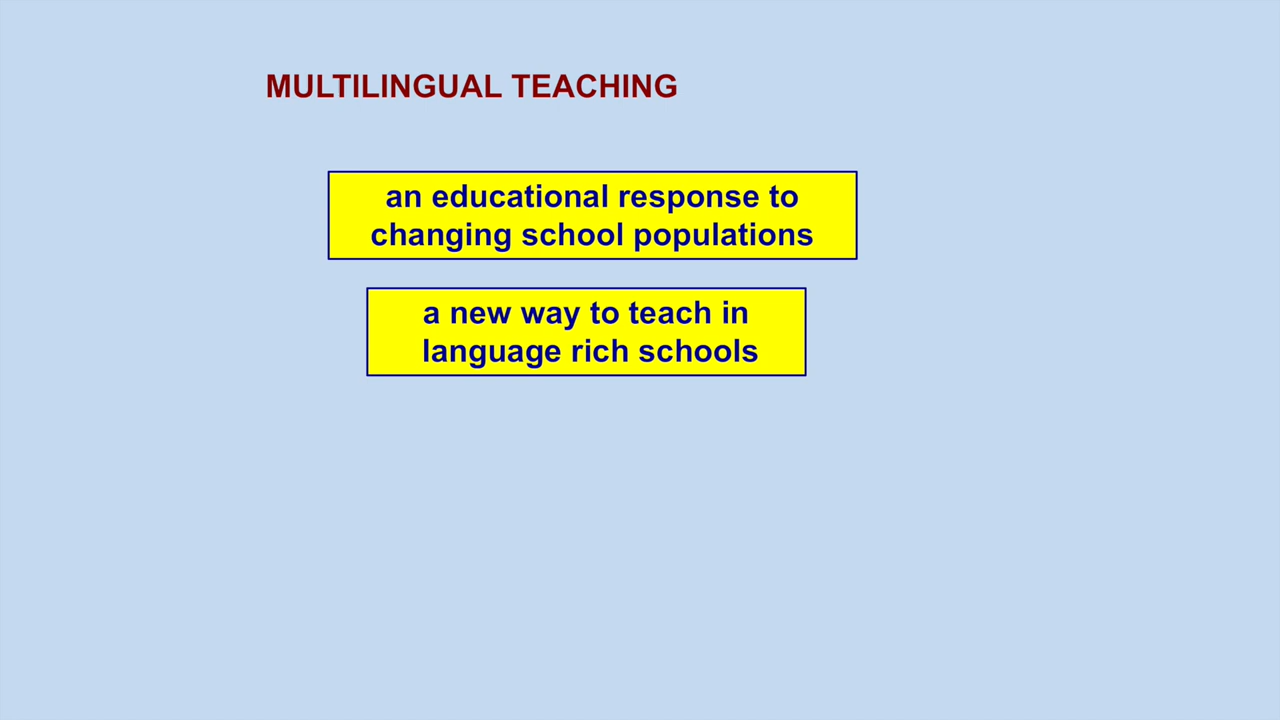 MULTILINGUAL TEACHING
an educational response to
changing school populations
a new way to teach in
language rich schools